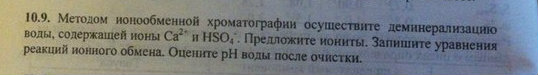 10.9. Методом ионообменной хроматографии осуществите деминерализацию
воды, содержащей ионы Ca²⁺ и HSO₄⁻. Предложите иониты. Запишите уравнения
реакций ионного обмена. Оцените pH воды после очистки.